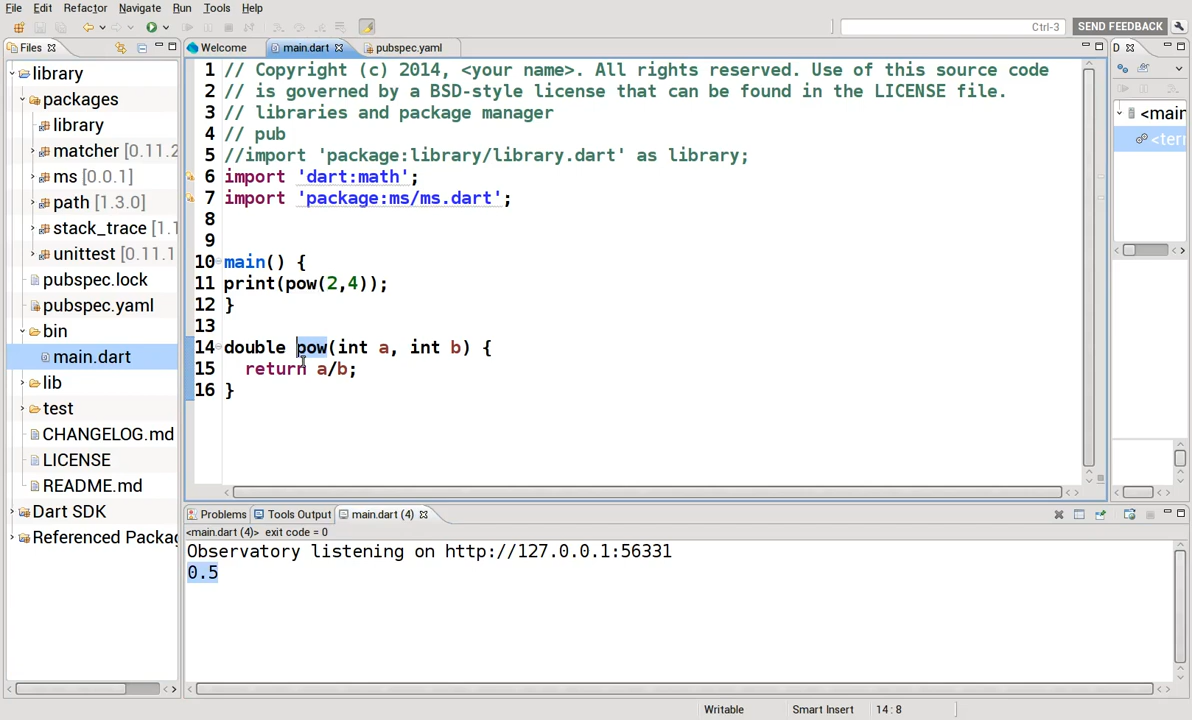 File Edit Refactor Navigate Run Tools Help
Ctrl-3 SEND FEEDBACK
Files Welcome main.dart pubspec.yaml D
library
packages
library
matcher [0.11.2
ms [0.0.1]
path [1.3.0]
stack_trace [1.1
unittest [0.11.1
pubspec.lock
pubspec.yaml
bin
main.dart
lib
test
CHANGELOG.md
LICENSE
README.md
Dart SDK
Referenced Packag
1 // Copyright (c) 2014, <your name>. All rights reserved. Use of this source code
2 // is governed by a BSD-style license that can be found in the LICENSE file.
3 // libraries and package manager
4 // pub
5 //import 'package:library/library.dart' as library;
6 import 'dart:math';
7 import 'package:ms/ms.dart';
8
9
10 main() {
11 print(pow(2,4));
12 }
13
14 double pow(int a, int b) {
15 return a/b;
16 }
<main
<teri
Problems Tools Output main.dart (4)
<main.dart (4)> exit code = 0
Observatory listening on http://127.0.0.1:56331
0.5
Writable Smart Insert 14 : 8